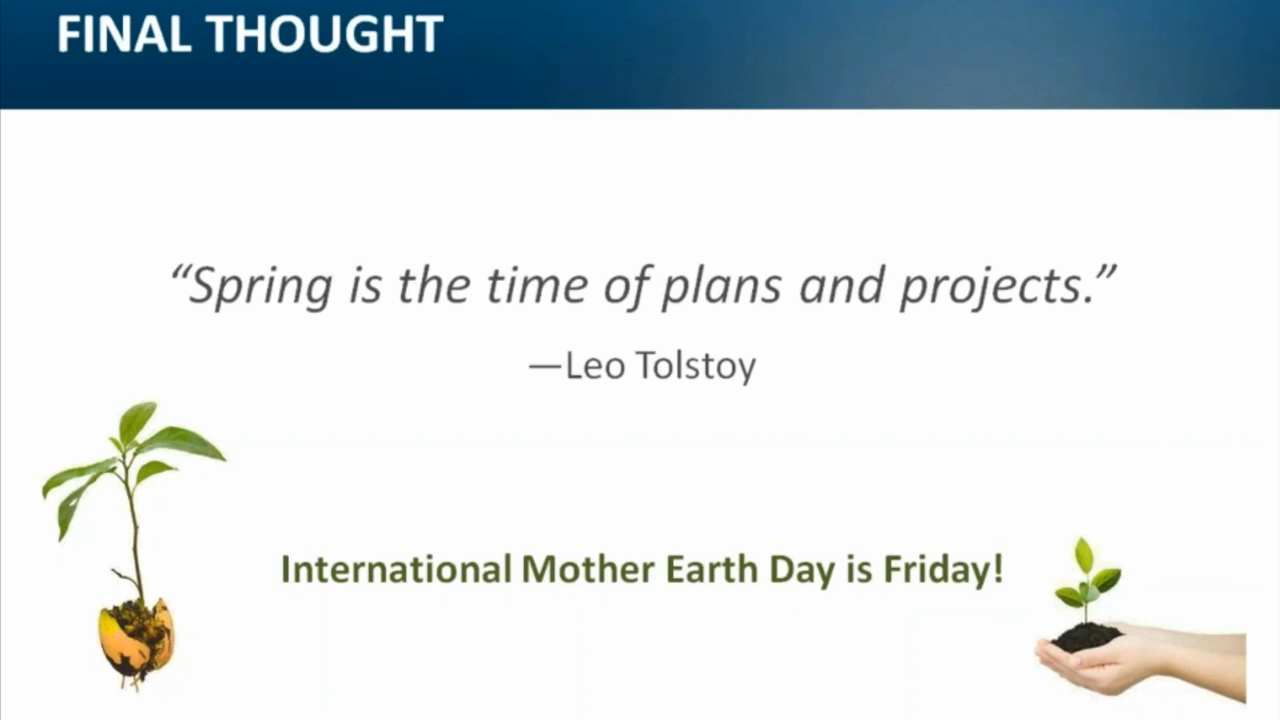 FINAL THOUGHT
“Spring is the time of plans and projects.”
—Leo Tolstoy
International Mother Earth Day is Friday!